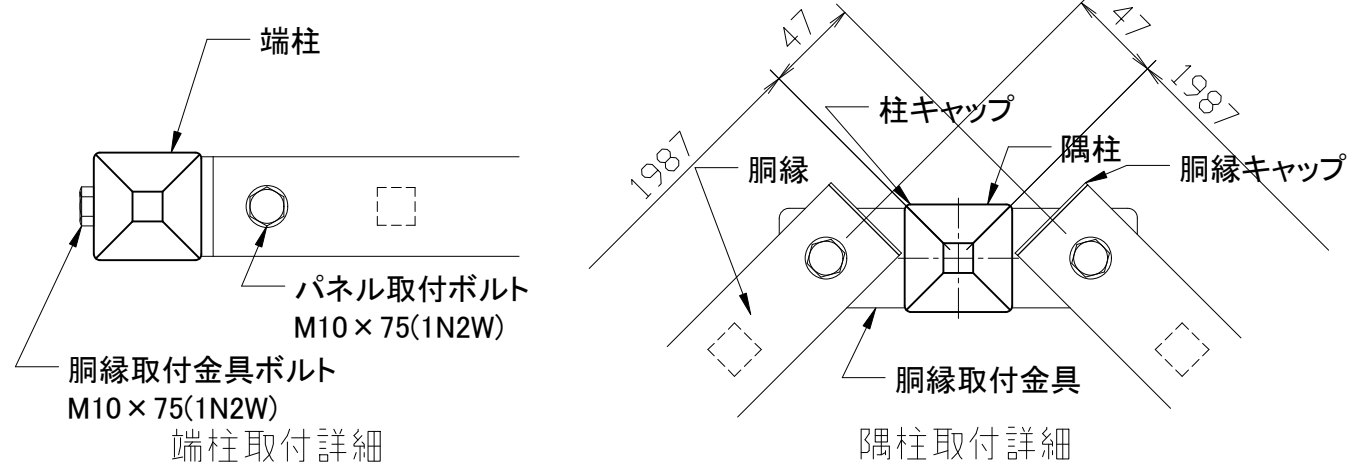 端柱
パネル取付ボルト
M10×75(1N2W)
胴縁取付金具ボルト
M10×75(1N2W)
端柱取付詳細
47
47
1987
1987
柱キャップ
隅柱
胴縁
胴縁キャップ
胴縁取付金具
隅柱取付詳細